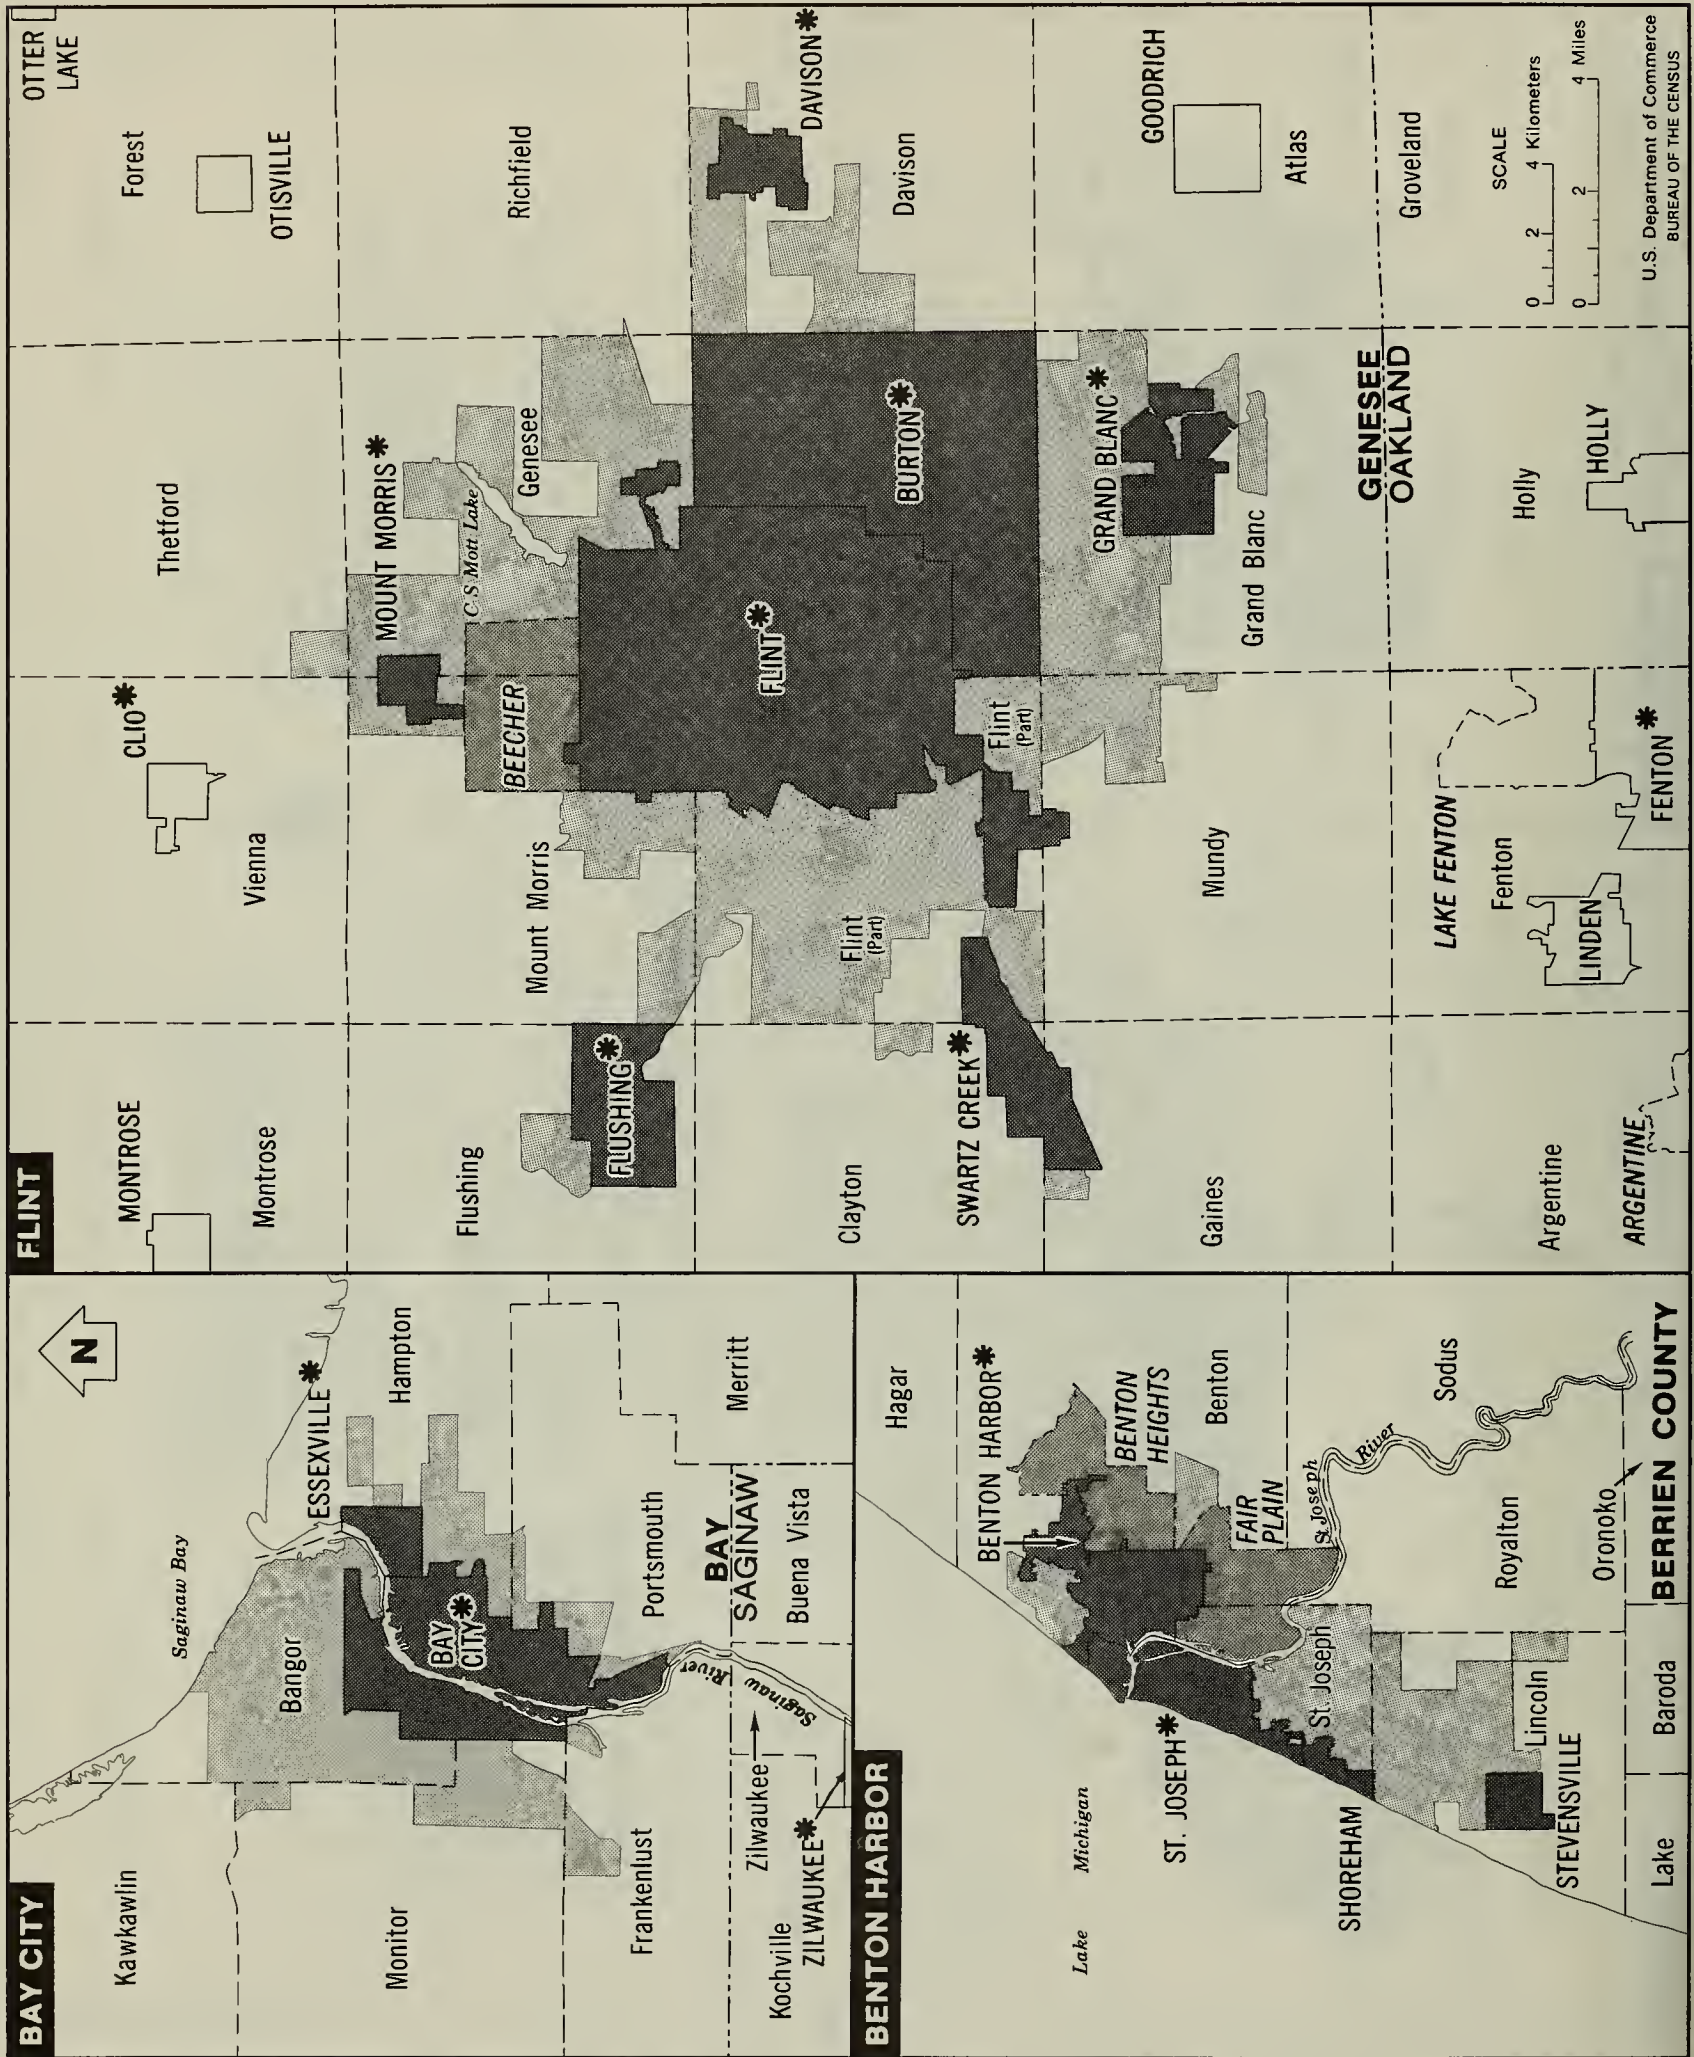 BAY CITY
N
Kawkawlin
Saginaw Bay
ESSEXVILLE *
Hampton
Bangor
Monitor
BAY
CITY *
Portsmouth
Merritt
Frankenlust
BAY
SAGINAW
Saginaw River
Zilwaukee
Buena Vista
Kochville
ZILWAUKEE *
BENTON HARBOR
Hagar
BENTON HARBOR *
BENTON
HEIGHTS
Benton
FAIR
PLAIN
Lake Michigan
ST. JOSEPH *
St. Joseph River
Sodus
St. Joseph
SHOREHAM
Royalton
Lincoln
STEVENSVILLE
Oronoko
Lake
Baroda
BERRIEN COUNTY
FLINT
MONTROSE
Montrose
CLIO *
Vienna
Thetford
Forest
OTISVILLE
OTTER
LAKE
Flushing
FLUSHING *
Mount Morris
MOUNT MORRIS *
BEECHER
C S Mott Lake
Genesee
Richfield
Clayton
SWARTZ CREEK *
Flint
(Part)
FLINT *
Flint
(Part)
BURTON *
DAVISON *
Davison
Gaines
Mundy
GRAND BLANC *
Grand Blanc
GOODRICH
Atlas
GENESEE
OAKLAND
Argentine
ARGENTINE
LAKE FENTON
Fenton
LINDEN
FENTON *
Holly
HOLLY
Groveland
SCALE
0 2 4 Kilometers
0 2 4 Miles
U.S. Department of Commerce
BUREAU OF THE CENSUS